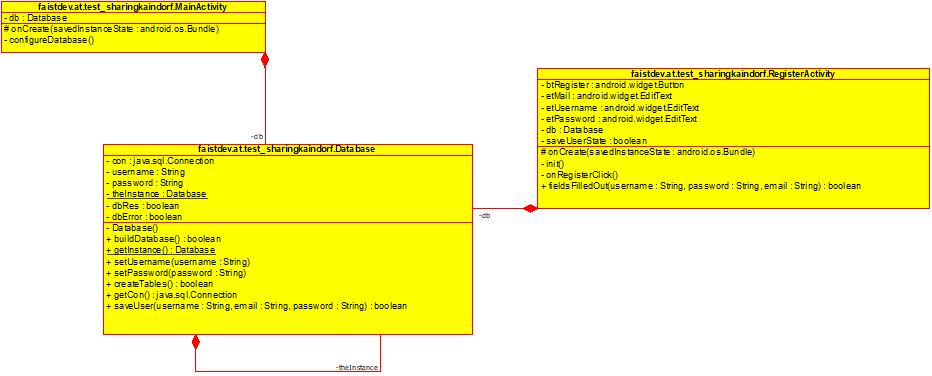 faistdev.at.test_sharingkaindorf.MainActivity
- db : Database
# onCreate(savedInstanceState : android.os.Bundle)
- configureDatabase()
-db
faistdev.at.test_sharingkaindorf.RegisterActivity
- btRegister : android.widget.Button
- etMail : android.widget.EditText
- etUsername : android.widget.EditText
- etPassword : android.widget.EditText
- db : Database
- saveUserState : boolean
# onCreate(savedInstanceState : android.os.Bundle)
- init()
- onRegisterClick()
+ fieldsFilledOut(username : String, password : String, email : String) : boolean
-db
faistdev.at.test_sharingkaindorf.Database
- con : java.sql.Connection
- username : String
- password : String
- theInstance : Database
- dbRes : boolean
- dbError : boolean
- Database()
+ buildDatabase() : boolean
+ getInstance() : Database
+ setUsername(username : String)
+ setPassword(password : String)
+ createTables() : boolean
+ getCon() : java.sql.Connection
+ saveUser(username : String, email : String, password : String) : boolean
-theInstance